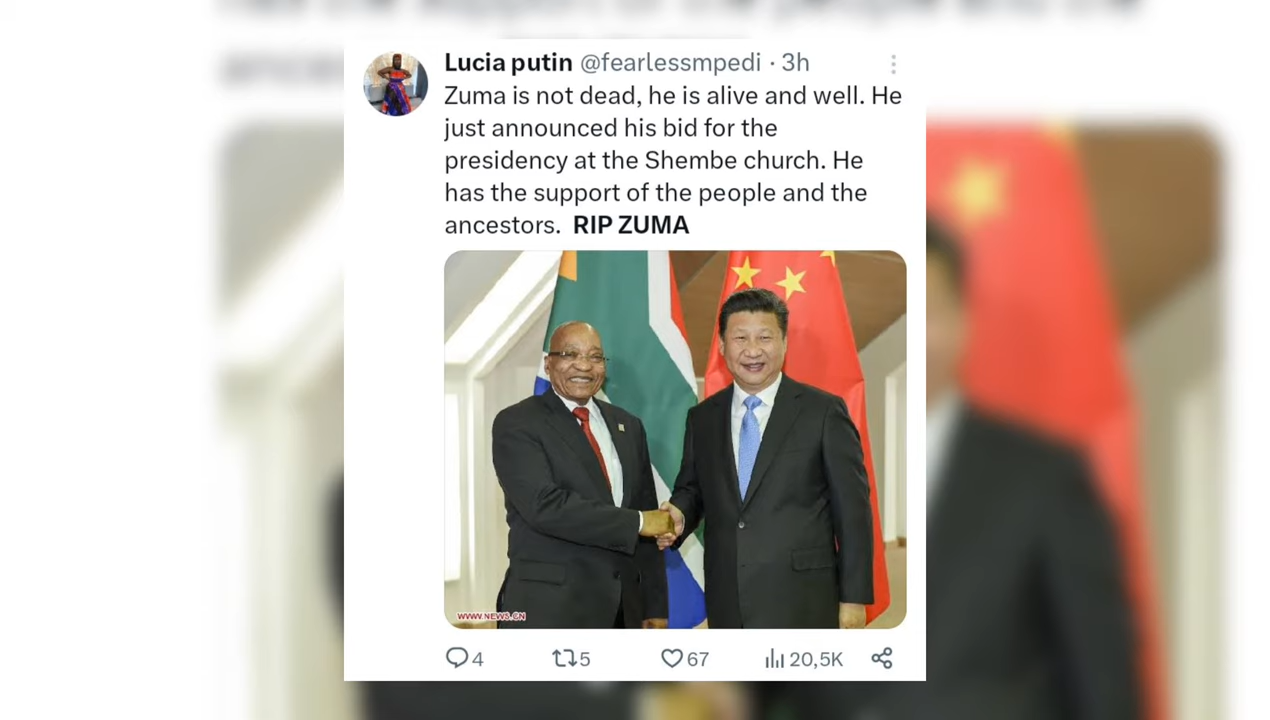 Lucia putin @fearlessmpedi · 3h
Zuma is not dead, he is alive and well. He
just announced his bid for the
presidency at the Shembe church. He
has the support of the people and the
ancestors. RIP ZUMA
WWW.NEWS.CN
4 5 67 20,5K